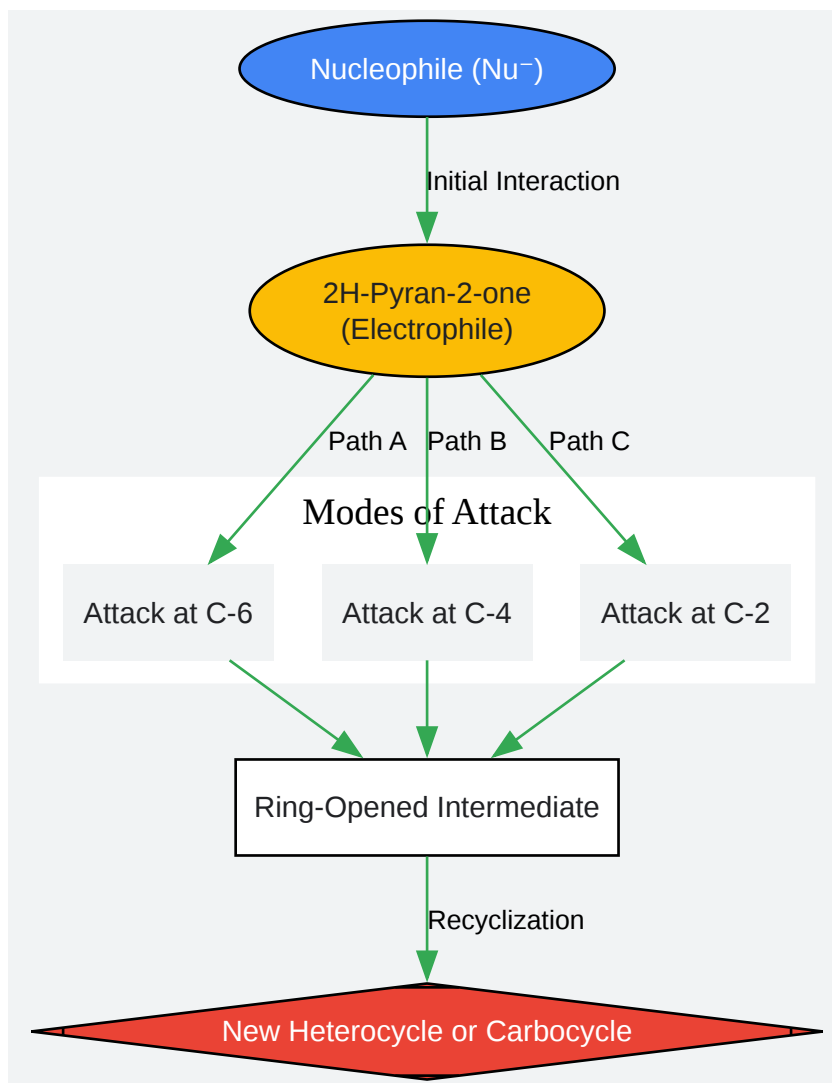 Nucleophile (Nu⁻)
Initial Interaction
2H-Pyran-2-one
(Electrophile)
Path A
Path B
Path C
Modes of Attack
Attack at C-6
Attack at C-4
Attack at C-2
Ring-Opened Intermediate
Recyclization
New Heterocycle or Carbocycle